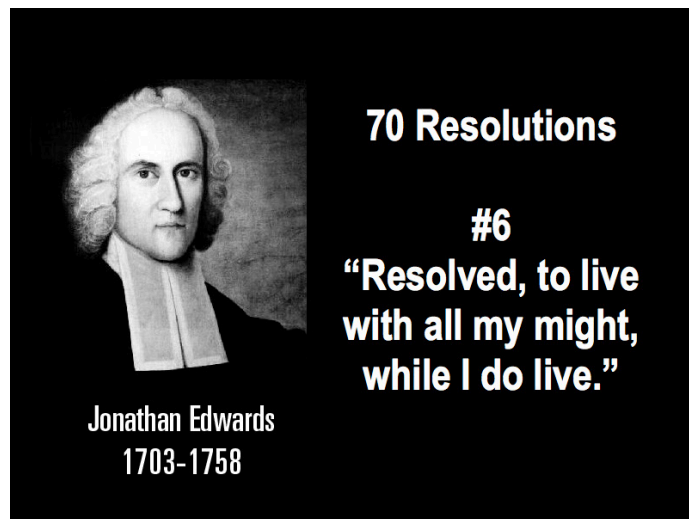 70 Resolutions
#6
“Resolved, to live
with all my might,
while I do live.”
Jonathan Edwards
1703-1758